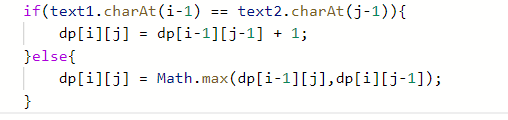 if(text1.charAt(i-1) == text2.charAt(j-1)){
    dp[i][j] = dp[i-1][j-1] + 1;
}else{
    dp[i][j] = Math.max(dp[i-1][j],dp[i][j-1]);
}